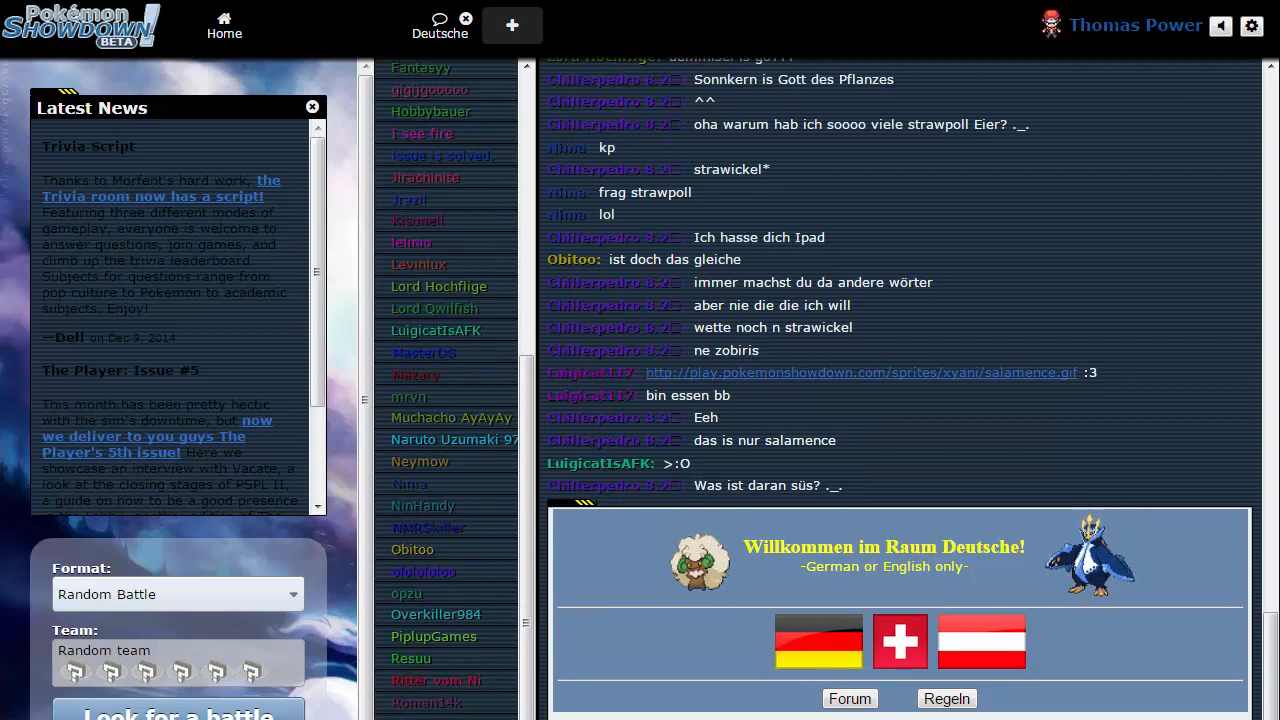 Pokémon
SHOWDOWN!
BETA
Home
Deutsche
Thomas Power
Latest News
Trivia Script
Thanks to Morfent's hard work, the
Trivia room now has a script!
Featuring three different modes of
gameplay, everyone is welcome to
answer questions, join games, and
climb up the trivia leaderboard.
Subjects for questions range from
pop culture to Pokemon to academic
subjects. Enjoy!
—Dell on Dec 3, 2014
The Player: Issue #5
This month has been pretty hectic
with the sim's downtime, but now
we deliver to you guys The
Player's 5th issue! Here we
showcase an interview with Vacate, a
look at the closing stages of PSPL II,
a guide on how to be a good presence
Format:
Random Battle
Team:
Random team
Look for a battle
Fantasyy
gigijgooooo
Hobbybauer
I see fire
issue is solved.
Jirachinite
Jrazil
Kisonell
lelimo
Levinlux
Lord Hochflige
Lord Qwilfish
LuigicatIsAFK
MasterDS
Mazary
mrvn
Muchacho AyAyAy
Naruto Uzumaki 97
Neymow
Nima
NinHandy
NMRSkiller
Obitoo
ololololoo
opzu
Overkiller984
PiplupGames
Resuu
Ritter vom Ni
Roman14k
Lord Hochflige:
Chillerpedro 8.2 Sonnkern is Gott des Pflanzes
Chillerpedro 8.2 ^^
Chillerpedro 8.2 oha warum hab ich soooo viele strawpoll Eier? ._.
Nima kp
Chillerpedro 8.2 strawickel*
Nima frag strawpoll
Nima lol
Chillerpedro 8.2 Ich hasse dich Ipad
Obitoo: ist doch das gleiche
Chillerpedro 8.2 immer machst du da andere wörter
Chillerpedro 8.2 aber nie die die ich will
Chillerpedro 8.2 wette noch n strawickel
Chillerpedro 8.2 ne zobiris
Luigicat117 http://play.pokemonshowdown.com/sprites/xyani/salamence.gif :3
Luigicat117 bin essen bb
Chillerpedro 8.2 Eeh
Chillerpedro 8.2 das is nur salamence
LuigicatIsAFK: >:O
Chillerpedro 8.2 Was ist daran süs? ._.
Willkommen im Raum Deutsche!
-German or English only-
Forum
Regeln